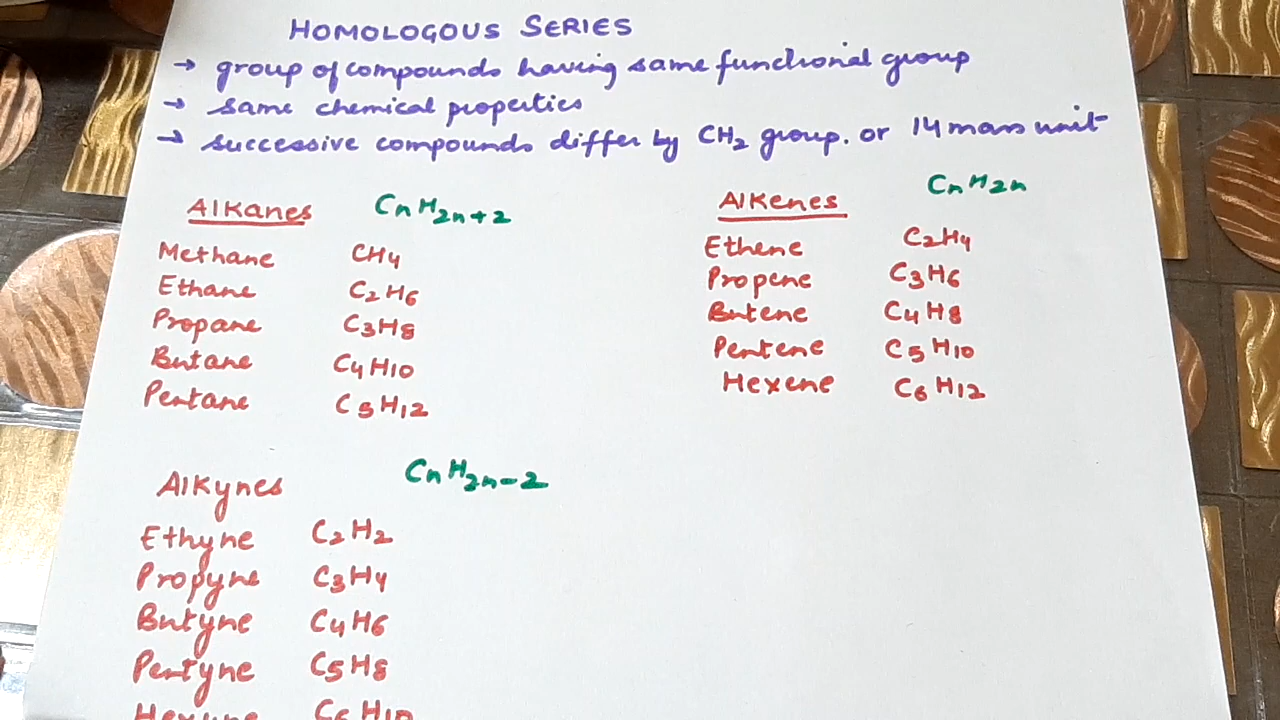 HOMOLOGOUS SERIES
→ group of compounds having same functional group
→ same chemical properties
→ successive compounds differ by CH₂ group. or 14 mass unit
Alkanes CnH2n+2
Methane CH₄
Ethane C₂H₆
Propane C₃H₈
Butane C₄H₁₀
Pentane C₅H₁₂
Alkenes CnH2n
Ethene C₂H₄
Propene C₃H₆
Butene C₄H₈
Pentene C₅H₁₀
Hexene C₆H₁₂
Alkynes CnH2n-2
Ethyne C₂H₂
Propyne C₃H₄
Butyne C₄H₆
Pentyne C₅H₈
Hexyne C₆H₁₀